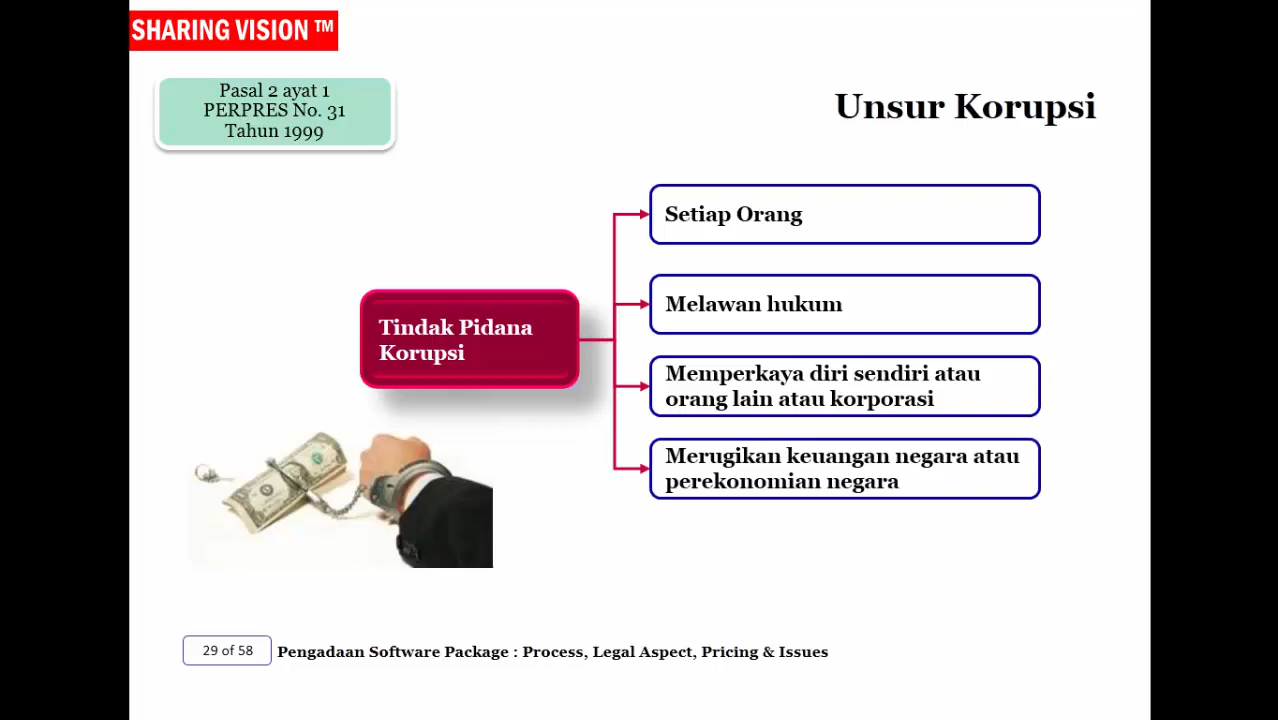 SHARING VISION ™
Pasal 2 ayat 1
PERPRES No. 31
Tahun 1999
Unsur Korupsi
Setiap Orang
Melawan hukum
Tindak Pidana
Korupsi
Memperkaya diri sendiri atau
orang lain atau korporasi
Merugikan keuangan negara atau
perekonomian negara
29 of 58
Pengadaan Software Package : Process, Legal Aspect, Pricing & Issues